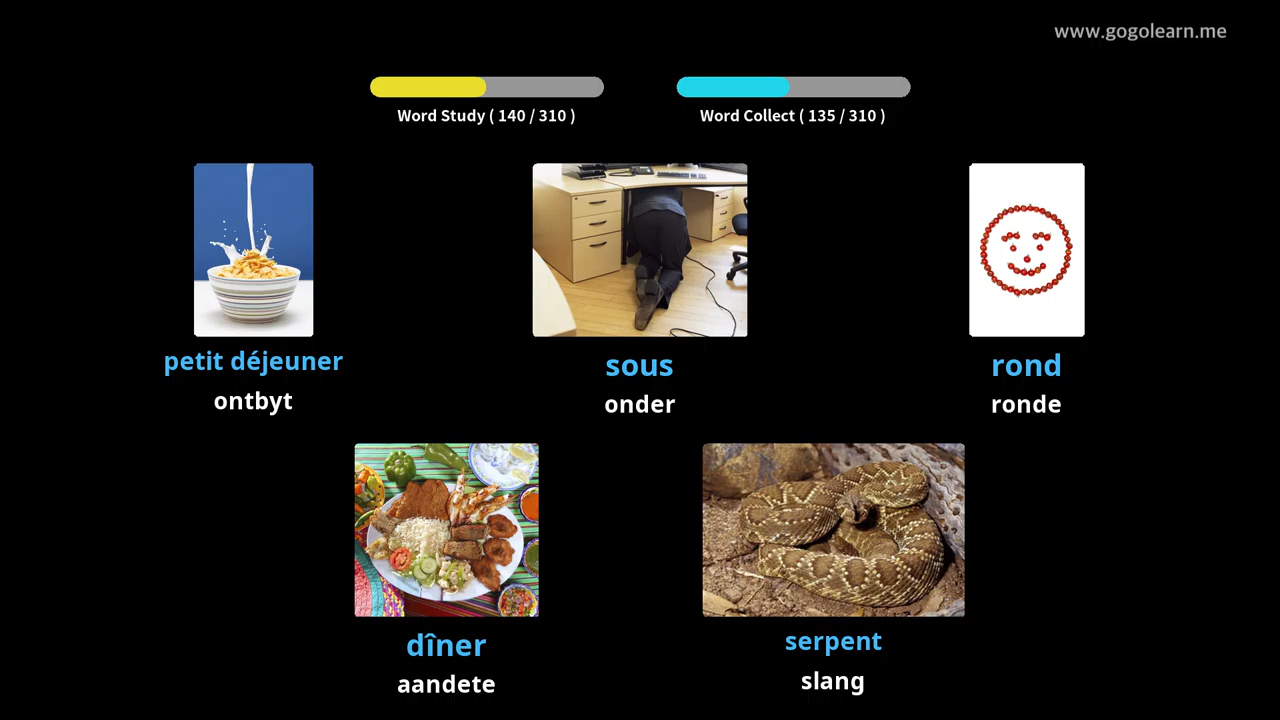 www.gogolearn.me
Word Study ( 140 / 310 )
Word Collect ( 135 / 310 )
petit déjeuner
ontbyt
sous
onder
rond
ronde
dîner
aandete
serpent
slang